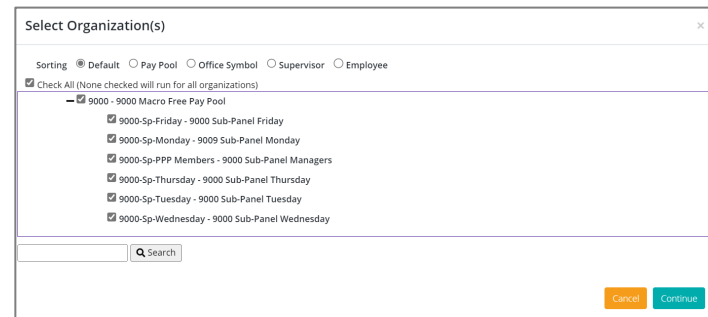 Select Organization(s) ×
Sorting Default Pay Pool Office Symbol Supervisor Employee
Check All (None checked will run for all organizations)
9000 - 9000 Macro Free Pay Pool
9000-Sp-Friday - 9000 Sub-Panel Friday
9000-Sp-Monday - 9009 Sub-Panel Monday
9000-Sp-PPP Members - 9000 Sub-Panel Managers
9000-Sp-Thursday - 9000 Sub-Panel Thursday
9000-Sp-Tuesday - 9000 Sub-Panel Tuesday
9000-Sp-Wednesday - 9000 Sub-Panel Wednesday
Search
Cancel Continue